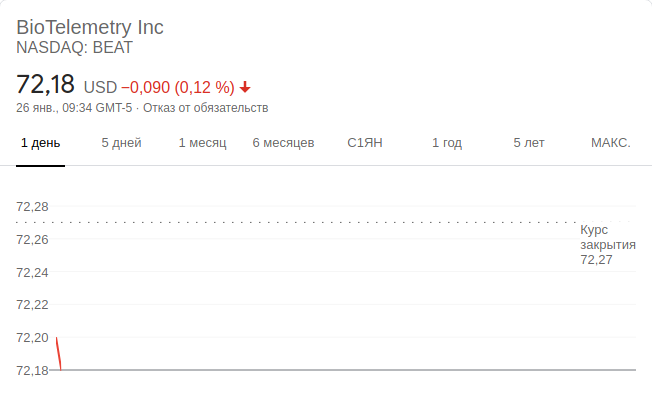 BioTelemetry Inc
NASDAQ: BEAT
72,18 USD −0,090 (0,12 %)
26 янв., 09:34 GMT-5 · Отказ от обязательств
1 день 5 дней 1 месяц 6 месяцев С1ЯН 1 год 5 лет МАКС.
72,28
Курс
закрытия
72,27
72,26
72,24
72,22
72,20
72,18